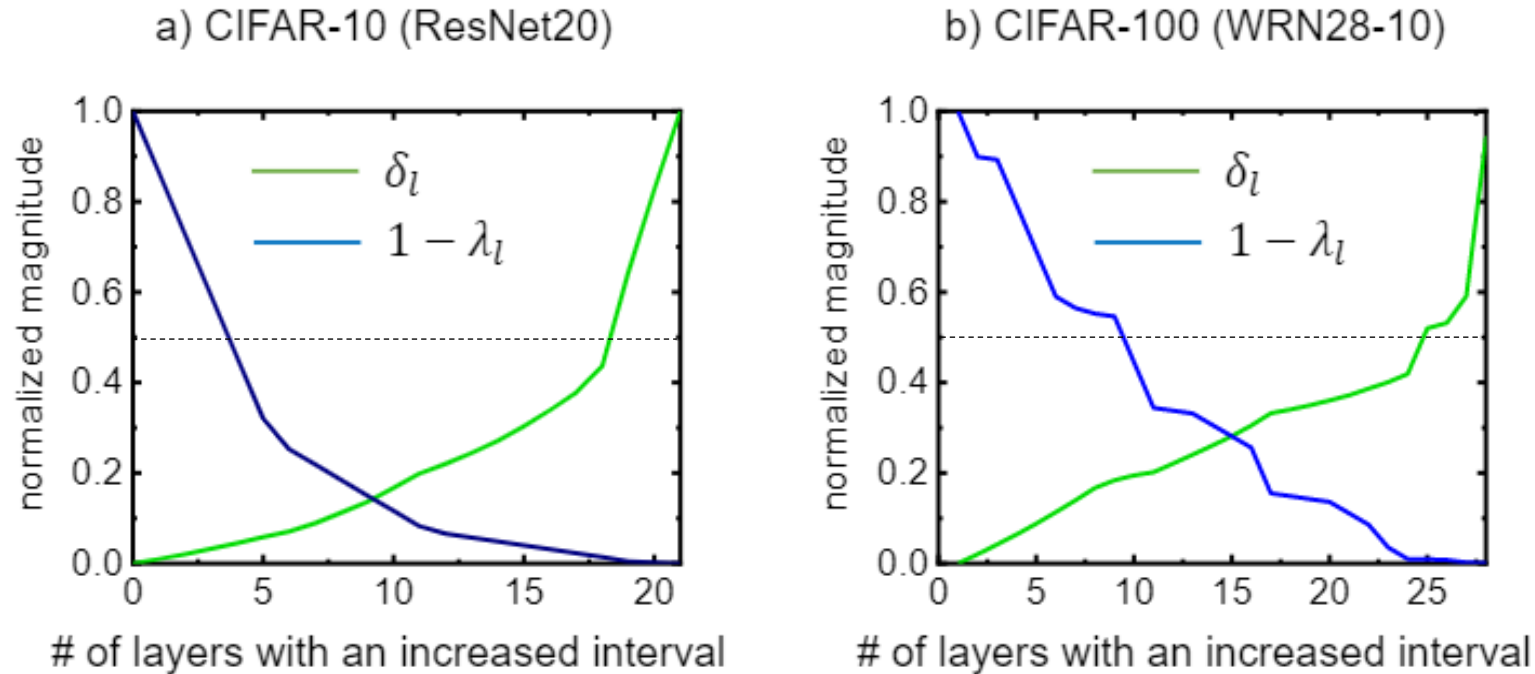 a) CIFAR-10 (ResNet20)
normalized magnitude
1.0
0.8
0.6
0.4
0.2
0.0
δ_l
1 − λ_l
0 5 10 15 20
# of layers with an increased interval
b) CIFAR-100 (WRN28-10)
normalized magnitude
1.0
0.8
0.6
0.4
0.2
0.0
δ_l
1 − λ_l
0 5 10 15 20 25
# of layers with an increased interval